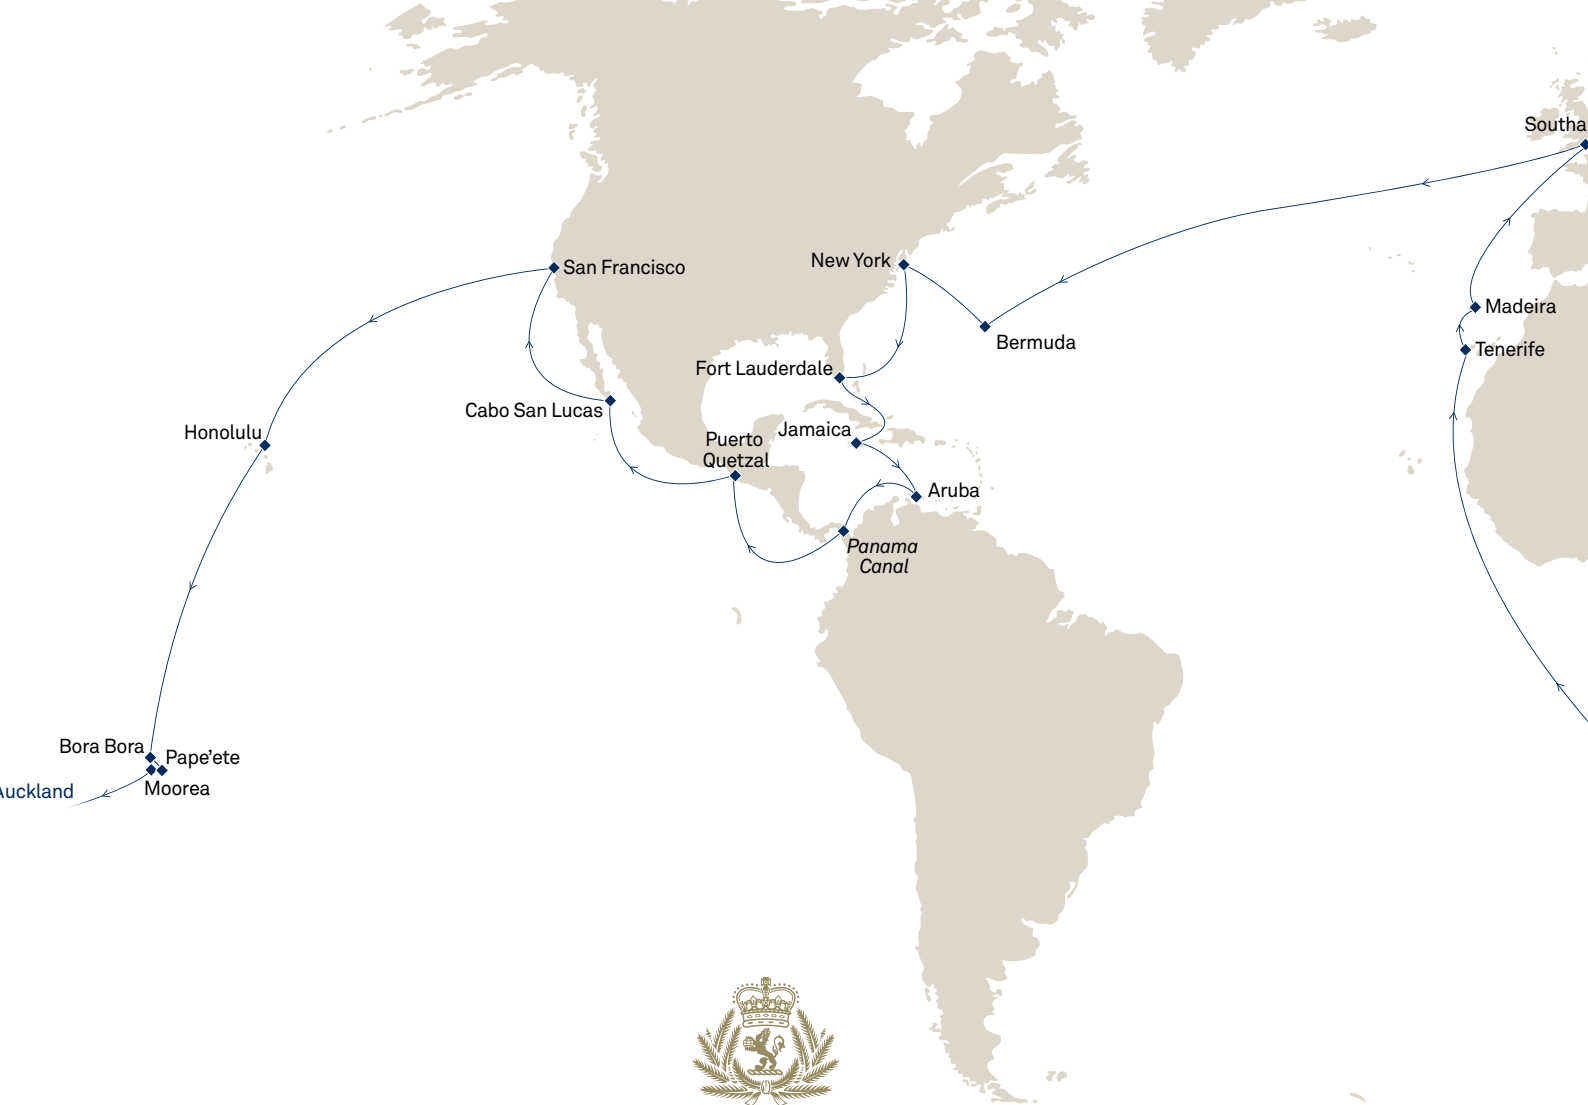 Southa
New York
San Francisco
Madeira
Bermuda
Tenerife
Fort Lauderdale
Cabo San Lucas
Jamaica
Honolulu
Puerto
Quetzal
Aruba
Panama
Canal
Bora Bora
Pape'ete
Moorea
Auckland